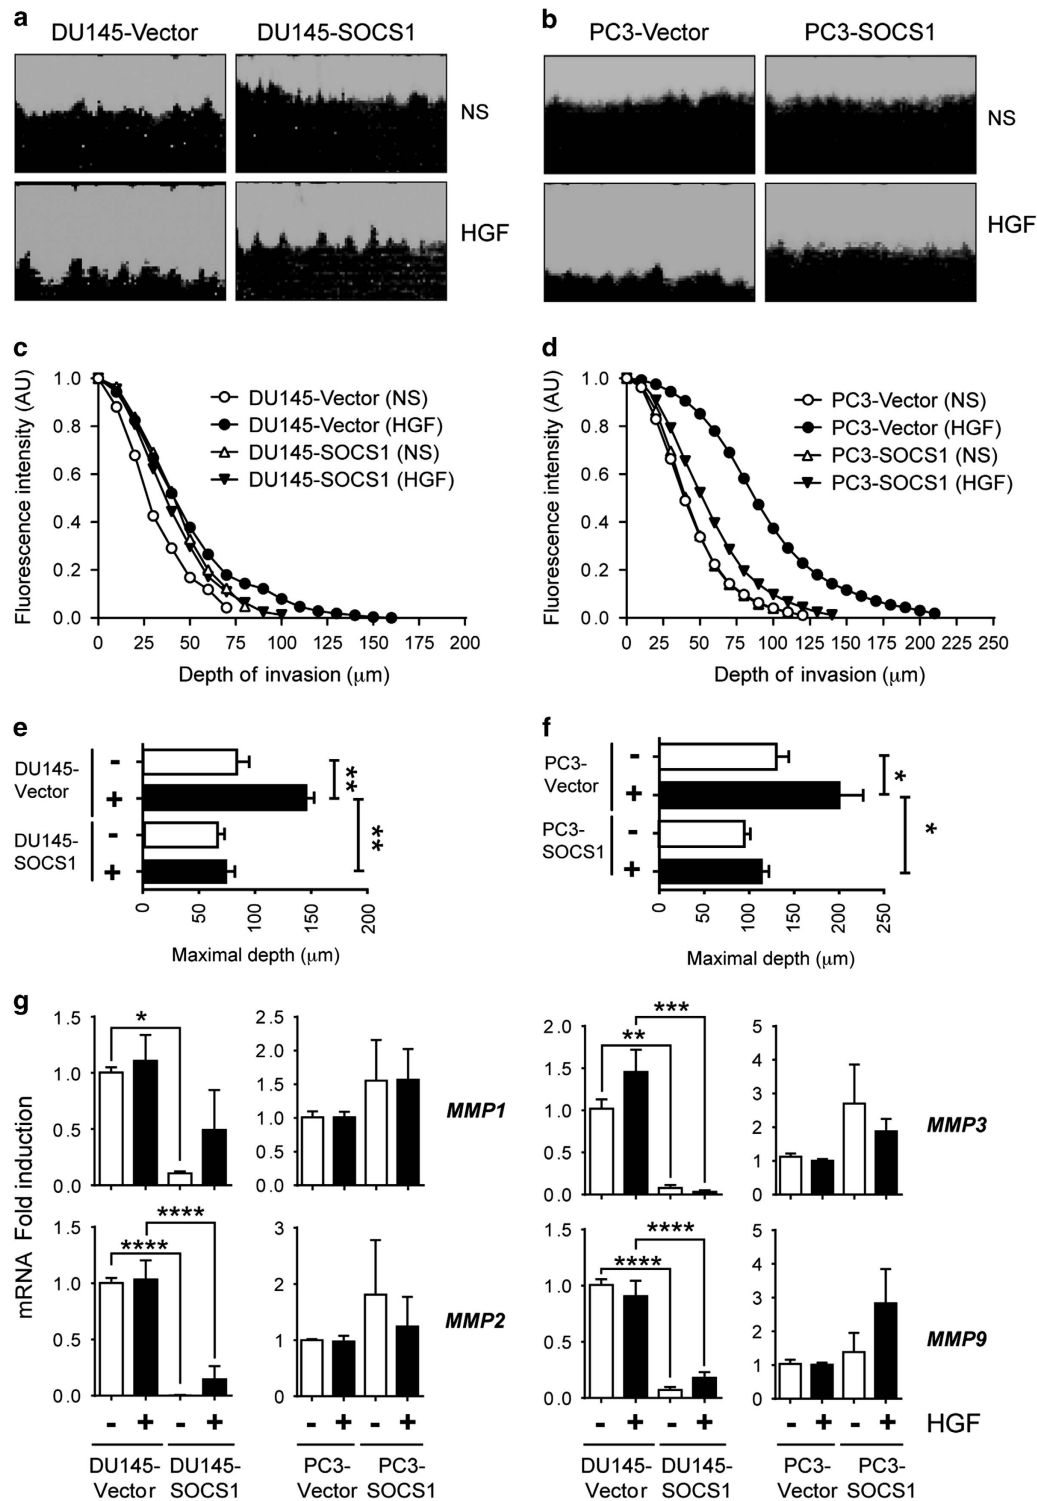 a
DU145-Vector
DU145-SOCS1
NS
HGF
b
PC3-Vector
PC3-SOCS1
NS
HGF
c
Fluorescence intensity (AU)
1.0
0.8
0.6
0.4
0.2
0.0
DU145-Vector (NS)
DU145-Vector (HGF)
DU145-SOCS1 (NS)
DU145-SOCS1 (HGF)
0 25 50 75 100 125 150 175 200
Depth of invasion (μm)
d
Fluorescence intensity (AU)
1.0
0.8
0.6
0.4
0.2
0.0
PC3-Vector (NS)
PC3-Vector (HGF)
PC3-SOCS1 (NS)
PC3-SOCS1 (HGF)
0 25 50 75 100 125 150 175 200 225 250
Depth of invasion (μm)
e
DU145-
Vector
-
+
**
DU145-
SOCS1
-
+
**
0 50 100 150 200
Maximal depth (μm)
f
PC3-
Vector
-
+
*
PC3-
SOCS1
-
+
*
0 50 100 150 200 250
Maximal depth (μm)
g
mRNA Fold induction
1.5
1.0
0.5
0.0
*
2.5
2.0
1.5
1.0
0.5
0.0
MMP1
2.0
1.5
1.0
0.5
0.0
**
***
5
4
3
2
1
0
MMP3
1.5
1.0
0.5
0.0
****
****
3
2
1
0
MMP2
1.5
1.0
0.5
0.0
****
****
5
4
3
2
1
0
MMP9
- + - +
- + - +
- + - +
- + - +
HGF
DU145-
Vector
DU145-
SOCS1
PC3-
Vector
PC3-
SOCS1
DU145-
Vector
DU145-
SOCS1
PC3-
Vector
PC3-
SOCS1